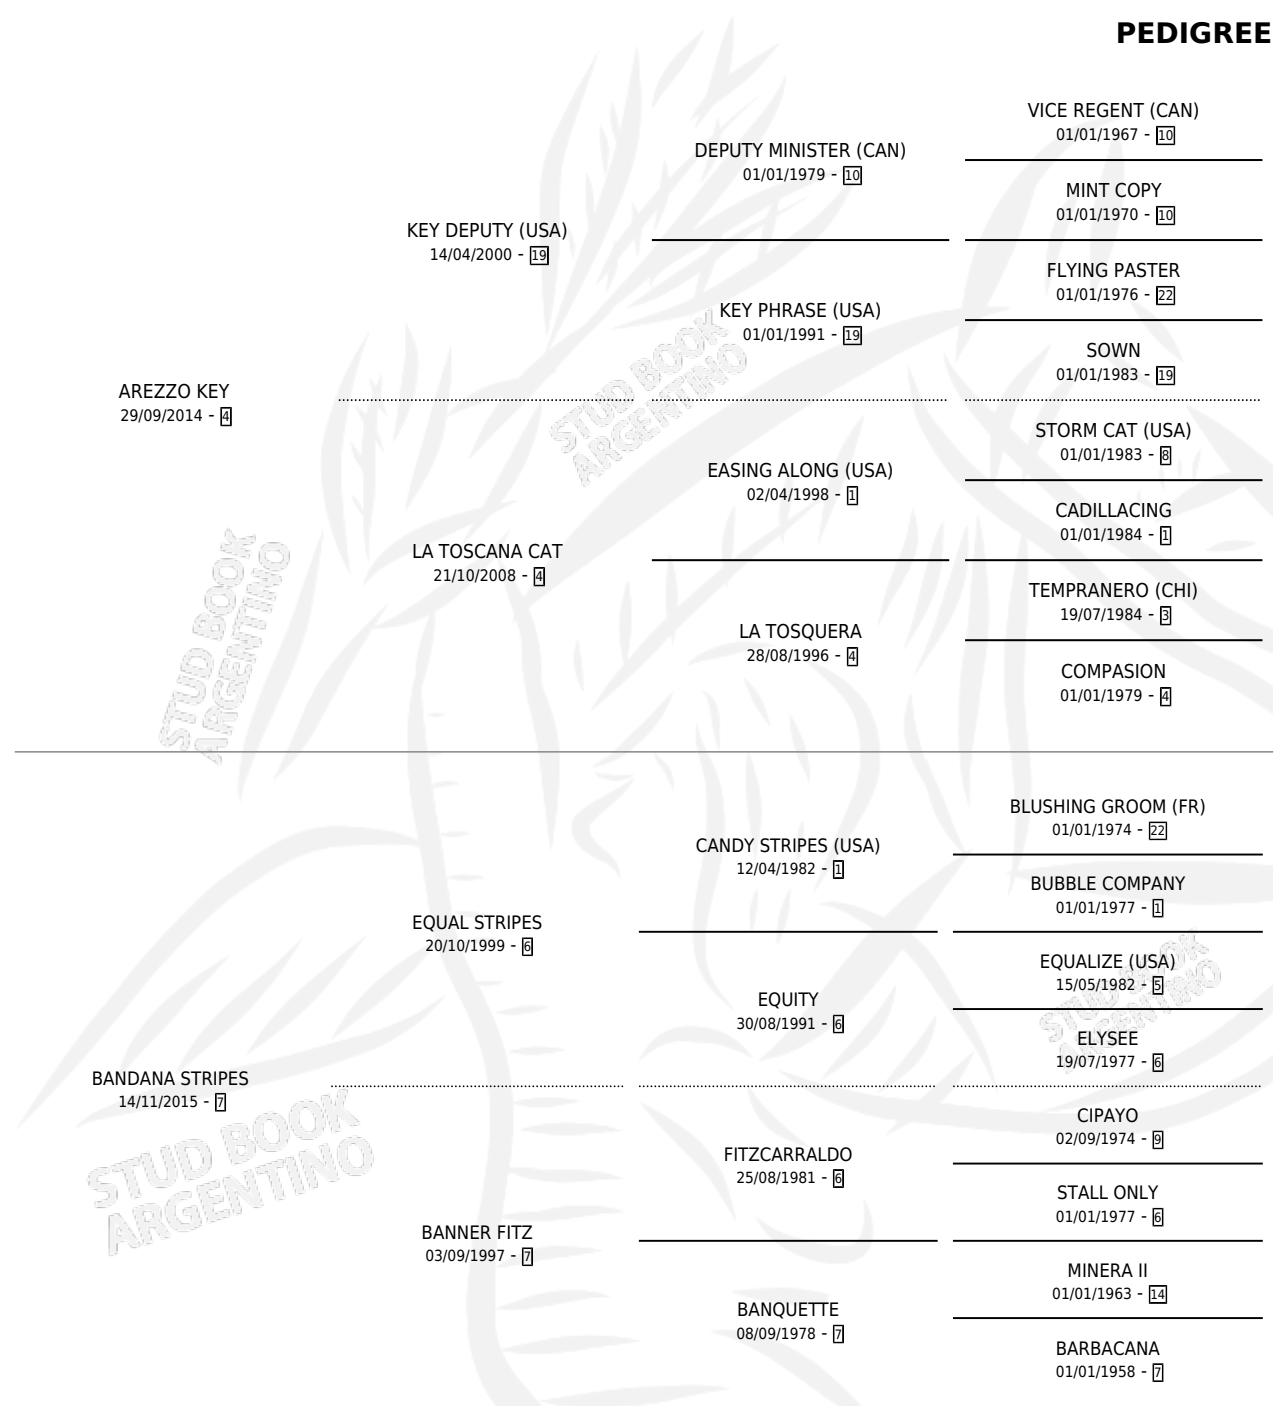 PEDIGREE
VICE REGENT (CAN)
01/01/1967 - 10
DEPUTY MINISTER (CAN)
01/01/1979 - 10
MINT COPY
01/01/1970 - 10
KEY DEPUTY (USA)
14/04/2000 - 19
FLYING PASTER
01/01/1976 - 22
KEY PHRASE (USA)
01/01/1991 - 19
SOWN
01/01/1983 - 19
AREZZO KEY
29/09/2014 - 4
STORM CAT (USA)
01/01/1983 - 8
EASING ALONG (USA)
02/04/1998 - 1
CADILLACING
01/01/1984 - 1
LA TOSCANA CAT
21/10/2008 - 4
TEMPRANERO (CHI)
19/07/1984 - 3
LA TOSQUERA
28/08/1996 - 4
COMPASION
01/01/1979 - 4
BLUSHING GROOM (FR)
01/01/1974 - 22
CANDY STRIPES (USA)
12/04/1982 - 1
BUBBLE COMPANY
01/01/1977 - 1
EQUAL STRIPES
20/10/1999 - 6
EQUALIZE (USA)
15/05/1982 - 5
EQUITY
30/08/1991 - 6
ELYSEE
19/07/1977 - 6
BANDANA STRIPES
14/11/2015 - 7
CIPAYO
02/09/1974 - 9
FITZCARRALDO
25/08/1981 - 6
STALL ONLY
01/01/1977 - 6
BANNER FITZ
03/09/1997 - 7
MINERA II
01/01/1963 - 14
BANQUETTE
08/09/1978 - 7
BARBACANA
01/01/1958 - 7
STUD BOOK
ARGENTINO
STUD BOOK
ARGENTINO
STUD BOOK
ARGENTINO
STUD BOOK
ARGENTINO